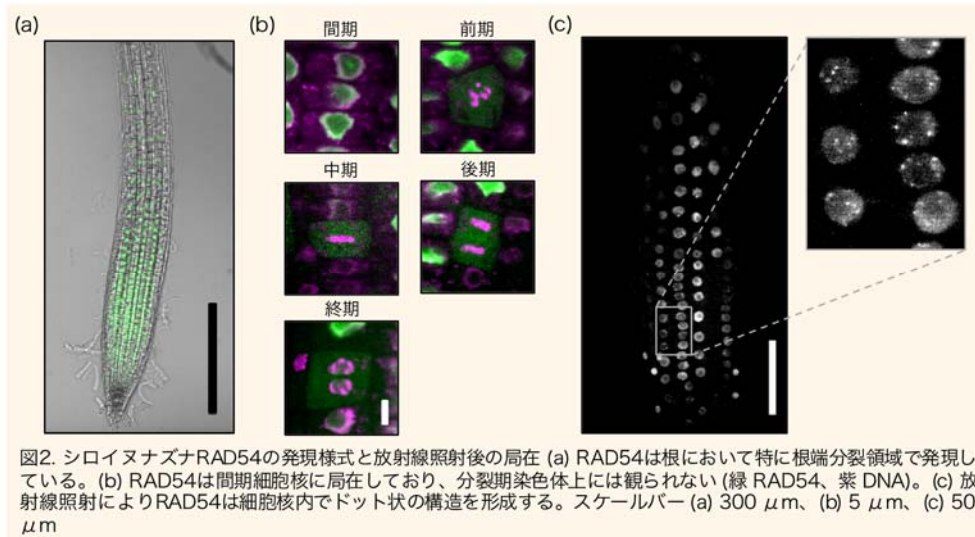 (a)
(b)
(c)
間期
前期
中期
後期
終期
図2. シロイヌナズナRAD54の発現様式と放射線照射後の局在 (a) RAD54は根において特に根端分裂領域で発現し
ている。(b) RAD54は間期細胞核に局在しており、分裂期染色体上には観られない (緑 RAD54、紫 DNA)。(c) 放
射線照射によりRAD54は細胞核内でドット状の構造を形成する。スケールバー (a) 300 μm、(b) 5 μm、(c) 50
μm